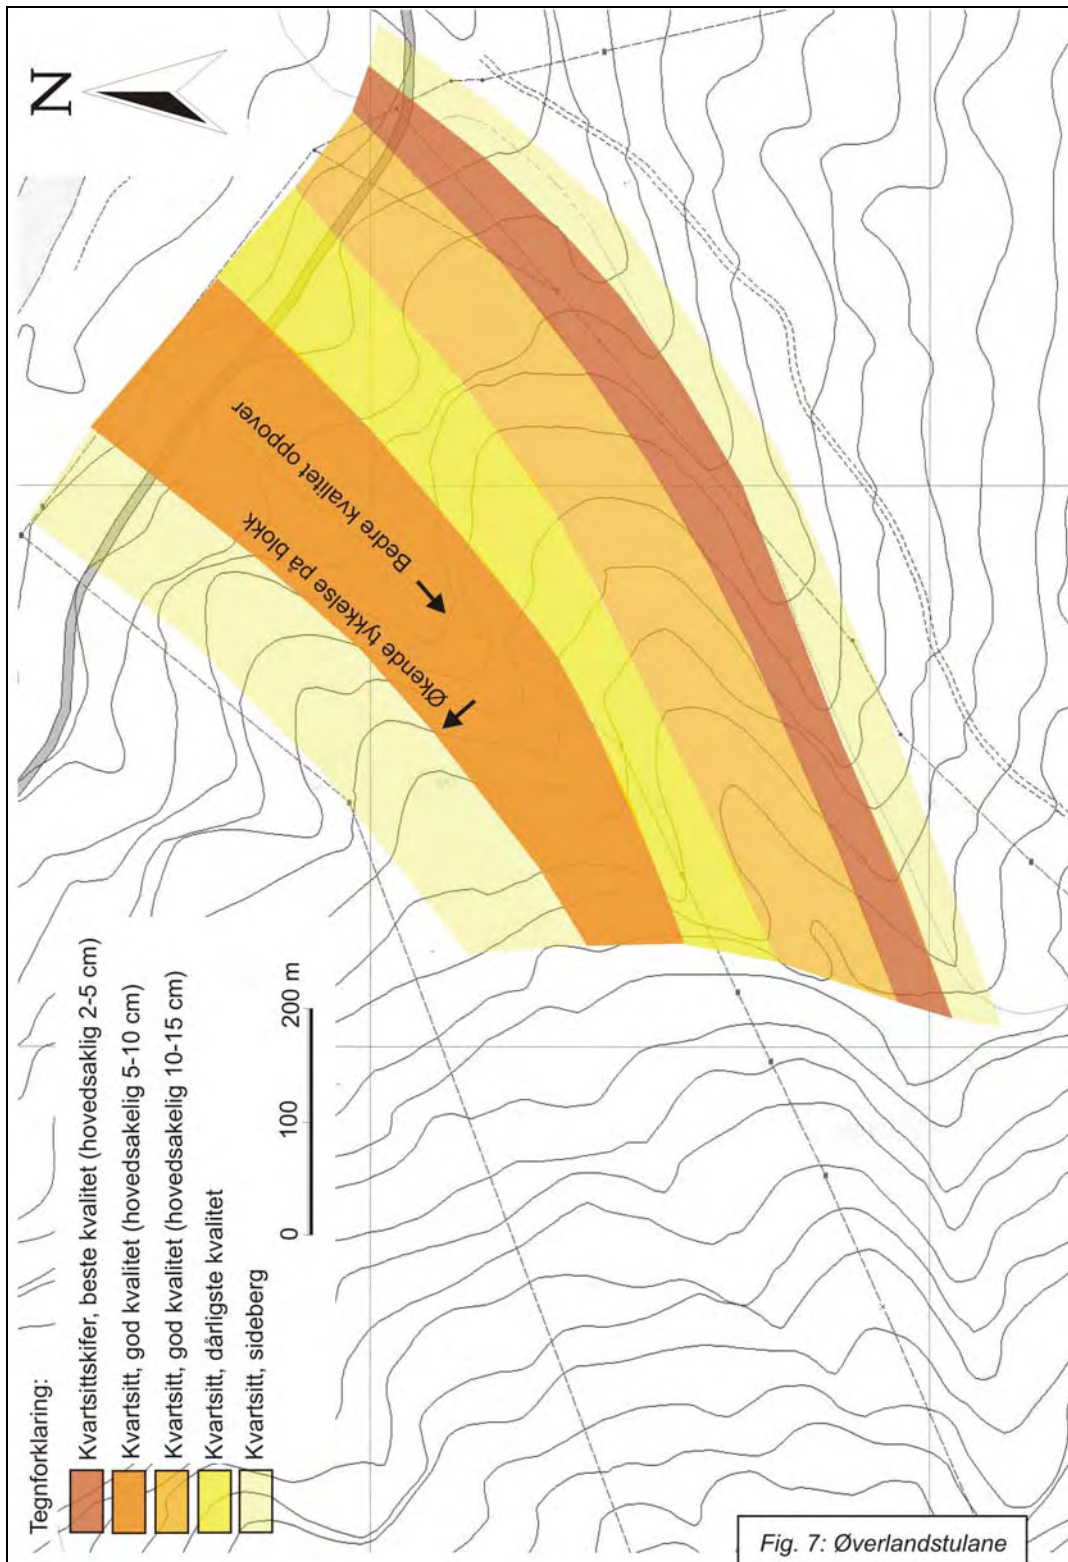 N
Bedre kvalitet oppover
Økende tykkelse på blokk
Tegnforklaring:
Kvartsittskifer, beste kvalitet (hovedsaklig 2-5 cm)
Kvartsitt, god kvalitet (hovedsakelig 5-10 cm)
Kvartsitt, god kvalitet (hovedsakelig 10-15 cm)
Kvartsitt, dårligste kvalitet
Kvartsitt, sideberg
0 100 200 m
Fig. 7: Øverlandstulane